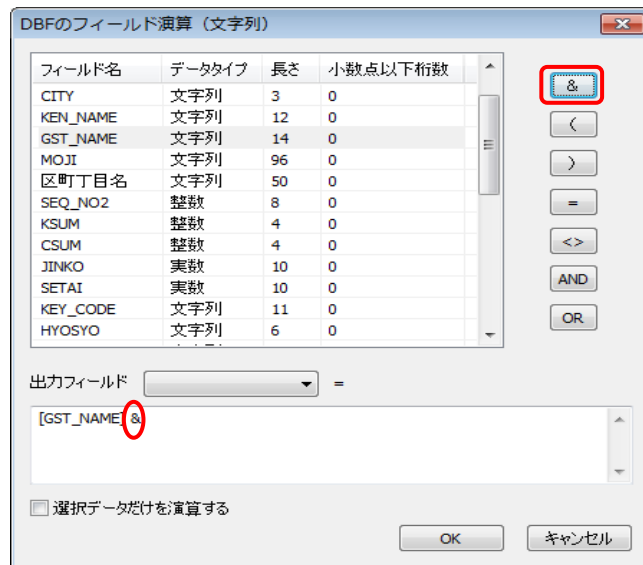 DBFのフィールド演算（文字列）
フィールド名 データタイプ 長さ 小数点以下桁数
CITY 文字列 3 0
KEN_NAME 文字列 12 0
GST_NAME 文字列 14 0
MOJI 文字列 96 0
区町丁目名 文字列 50 0
SEQ_NO2 整数 8 0
KSUM 整数 4 0
CSUM 整数 4 0
JINKO 実数 10 0
SETAI 実数 10 0
KEY_CODE 文字列 11 0
HYOSYO 文字列 6 0
&
(
)
=
<>
AND
OR
出力フィールド =
[GST_NAME] &
選択データだけを演算する
OK キャンセル